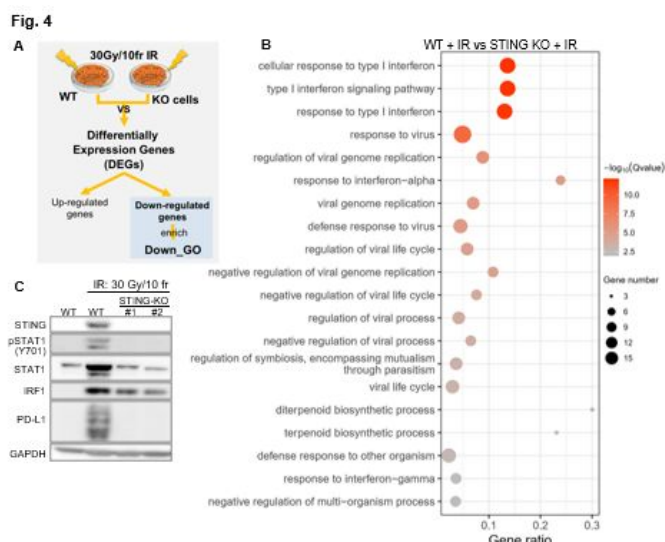 Fig. 4
A
30Gy/10fr IR
WT
KO cells
VS
Differentially
Expression Genes
(DEGs)
Up-regulated
genes
Down-regulated
genes
enrich
Down_GO
B
WT + IR vs STING KO + IR
cellular response to type I interferon
type I interferon signaling pathway
response to type I interferon
response to virus
regulation of viral genome replication
response to interferon-alpha
viral genome replication
defense response to virus
regulation of viral life cycle
negative regulation of viral genome replication
negative regulation of viral life cycle
regulation of viral process
negative regulation of viral process
regulation of symbiosis, encompassing mutualism
through parasitism
viral life cycle
diterpenoid biosynthetic process
terpenoid biosynthetic process
defense response to other organism
response to interferon-gamma
negative regulation of multi-organism process
0.1 0.2 0.3
Gene ratio
-log10(Qvalue)
10.0
7.5
5.0
2.5
Gene number
3
6
9
12
15
C
IR: 30 Gy/10 fr
STING-KO
WT WT #1 #2
STING
pSTAT1
(Y701)
STAT1
IRF1
PD-L1
GAPDH